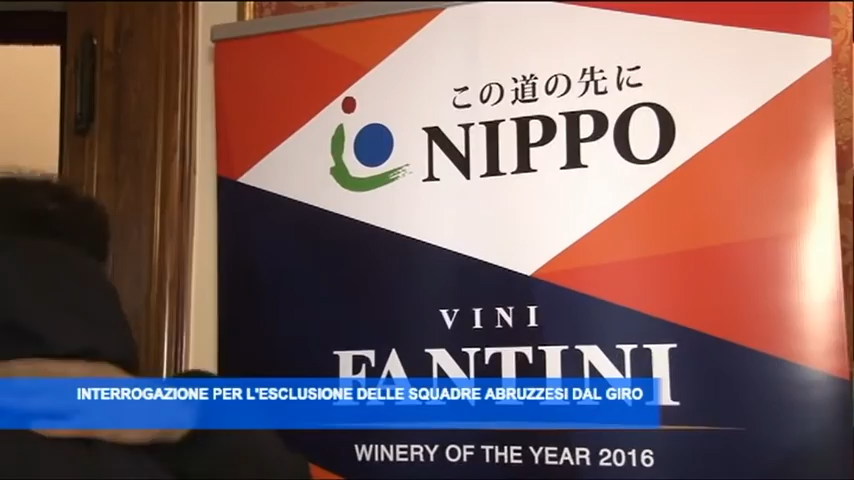 この道の先に
NIPPO
VINI
FANTINI
INTERROGAZIONE PER L'ESCLUSIONE DELLE SQUADRE ABRUZZESI DAL GIRO
WINERY OF THE YEAR 2016